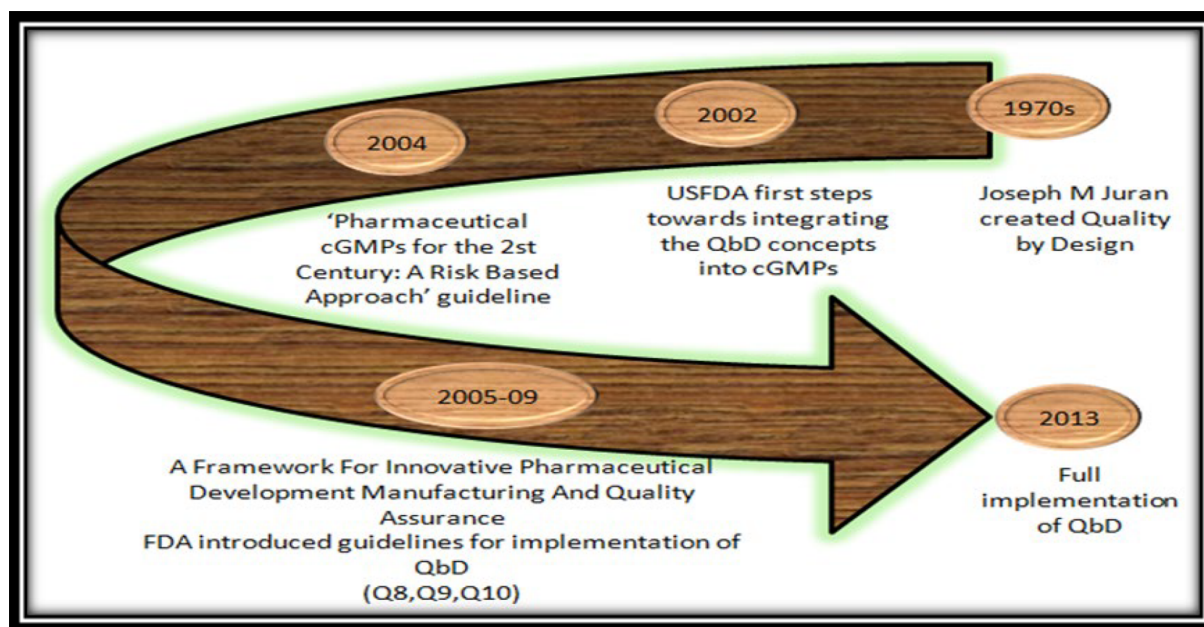 1970s
Joseph M Juran
created Quality
by Design
2002
USFDA first steps
towards integrating
the QbD concepts
into cGMPs
2004
‘Pharmaceutical
cGMPs for the 2st
Century: A Risk Based
Approach’ guideline
2005-09
A Framework For Innovative Pharmaceutical
Development Manufacturing And Quality
Assurance
FDA introduced guidelines for implementation of
QbD
(Q8,Q9,Q10)
2013
Full
implementation
of QbD